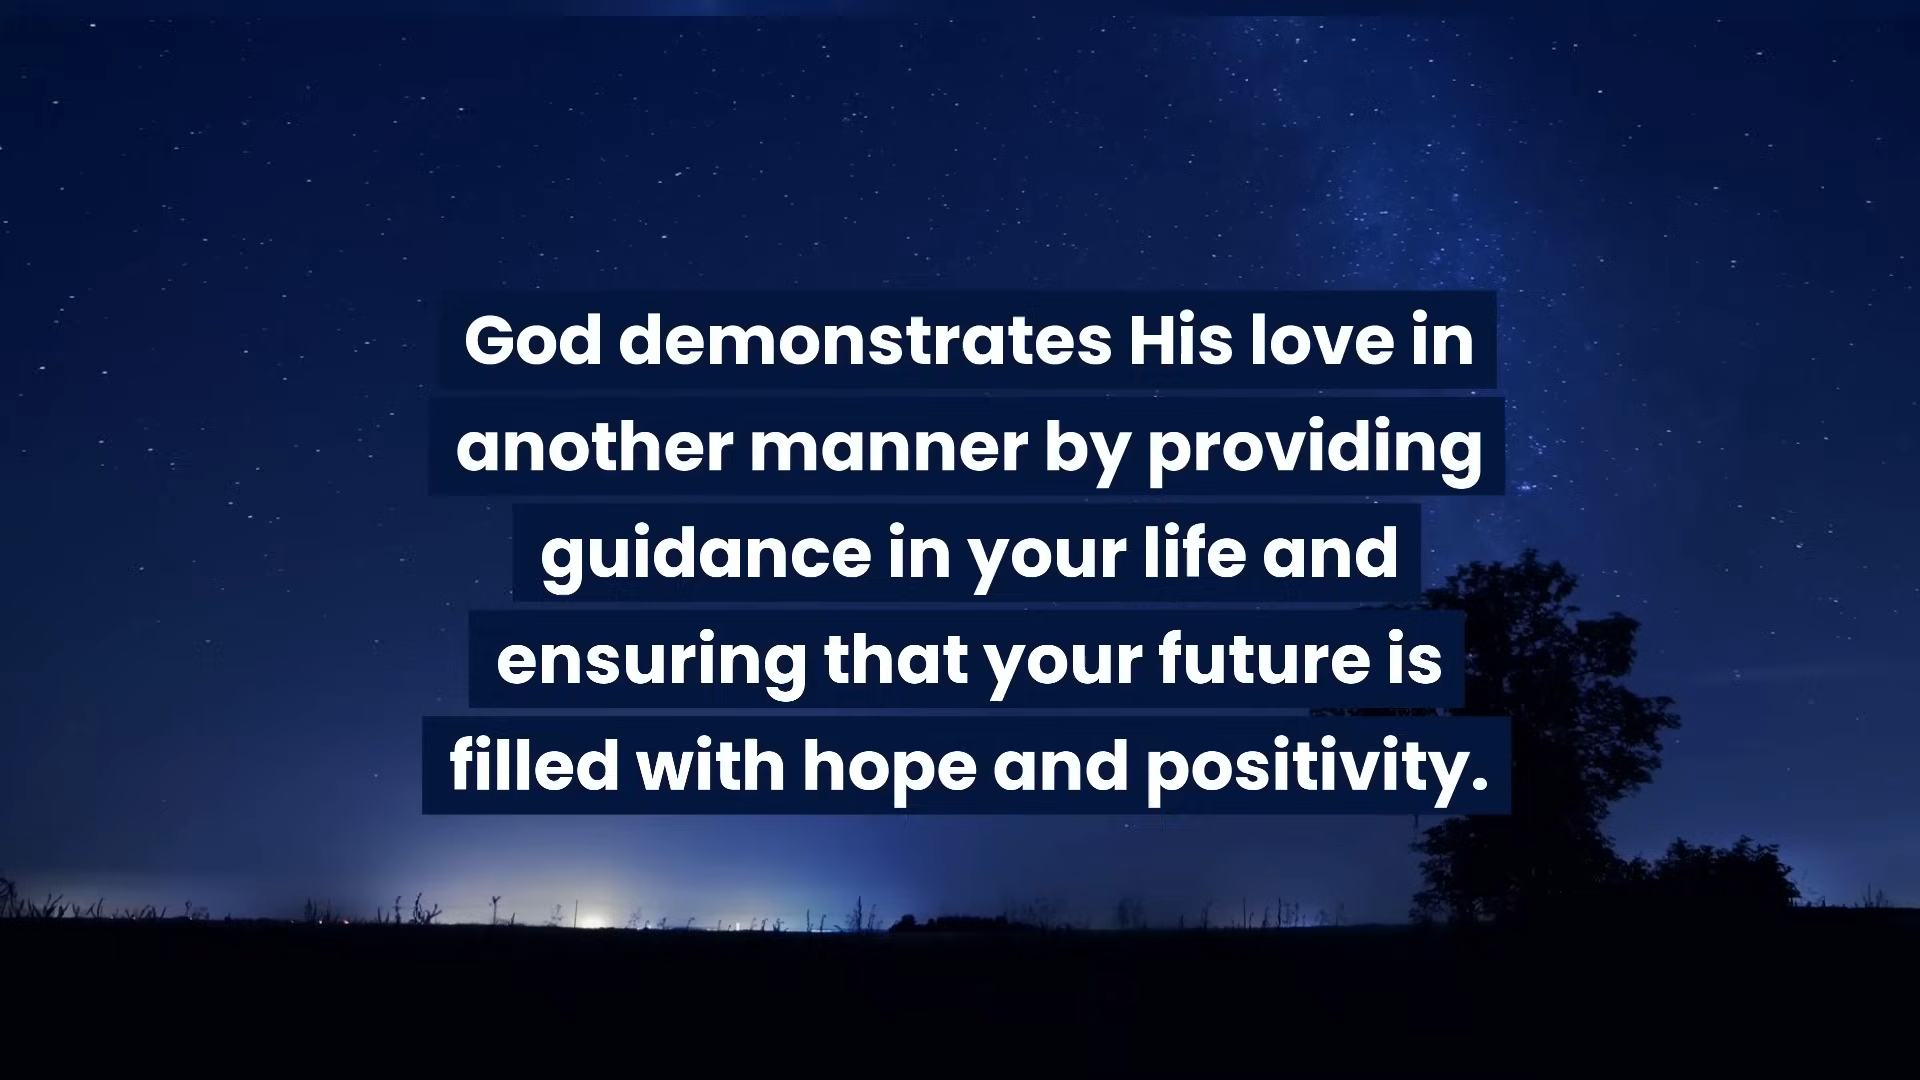 God demonstrates His love in
another manner by providing
guidance in your life and
ensuring that your future is
filled with hope and positivity.